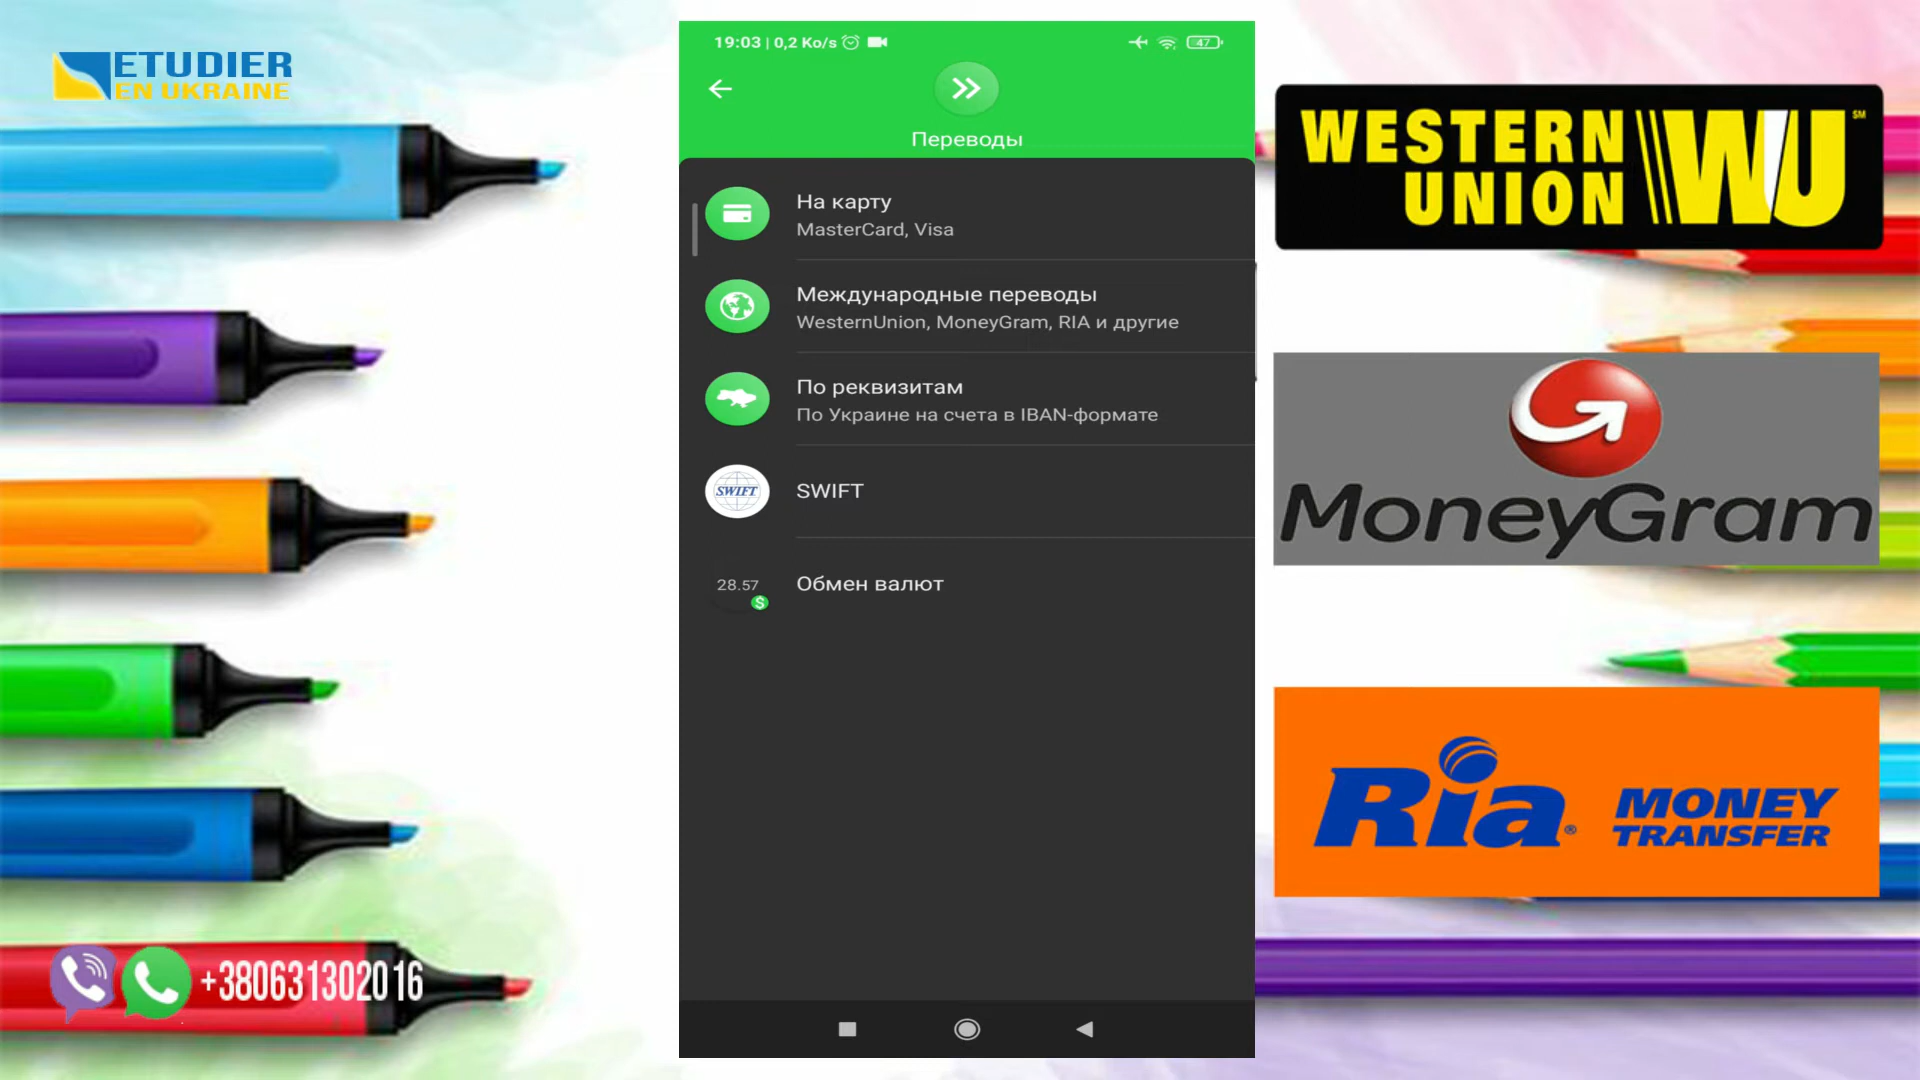 ETUDIER
EN UKRAINE
19:03 | 0,2 Ko/s
47
Переводы
На карту
MasterCard, Visa
Международные переводы
WesternUnion, MoneyGram, RIA и другие
По реквизитам
По Украине на счета в IBAN-формате
SWIFT
SWIFT
28.57
$
Обмен валют
WESTERN
UNION
WU
SM
MoneyGram
Ria®
MONEY
TRANSFER
+380631302016